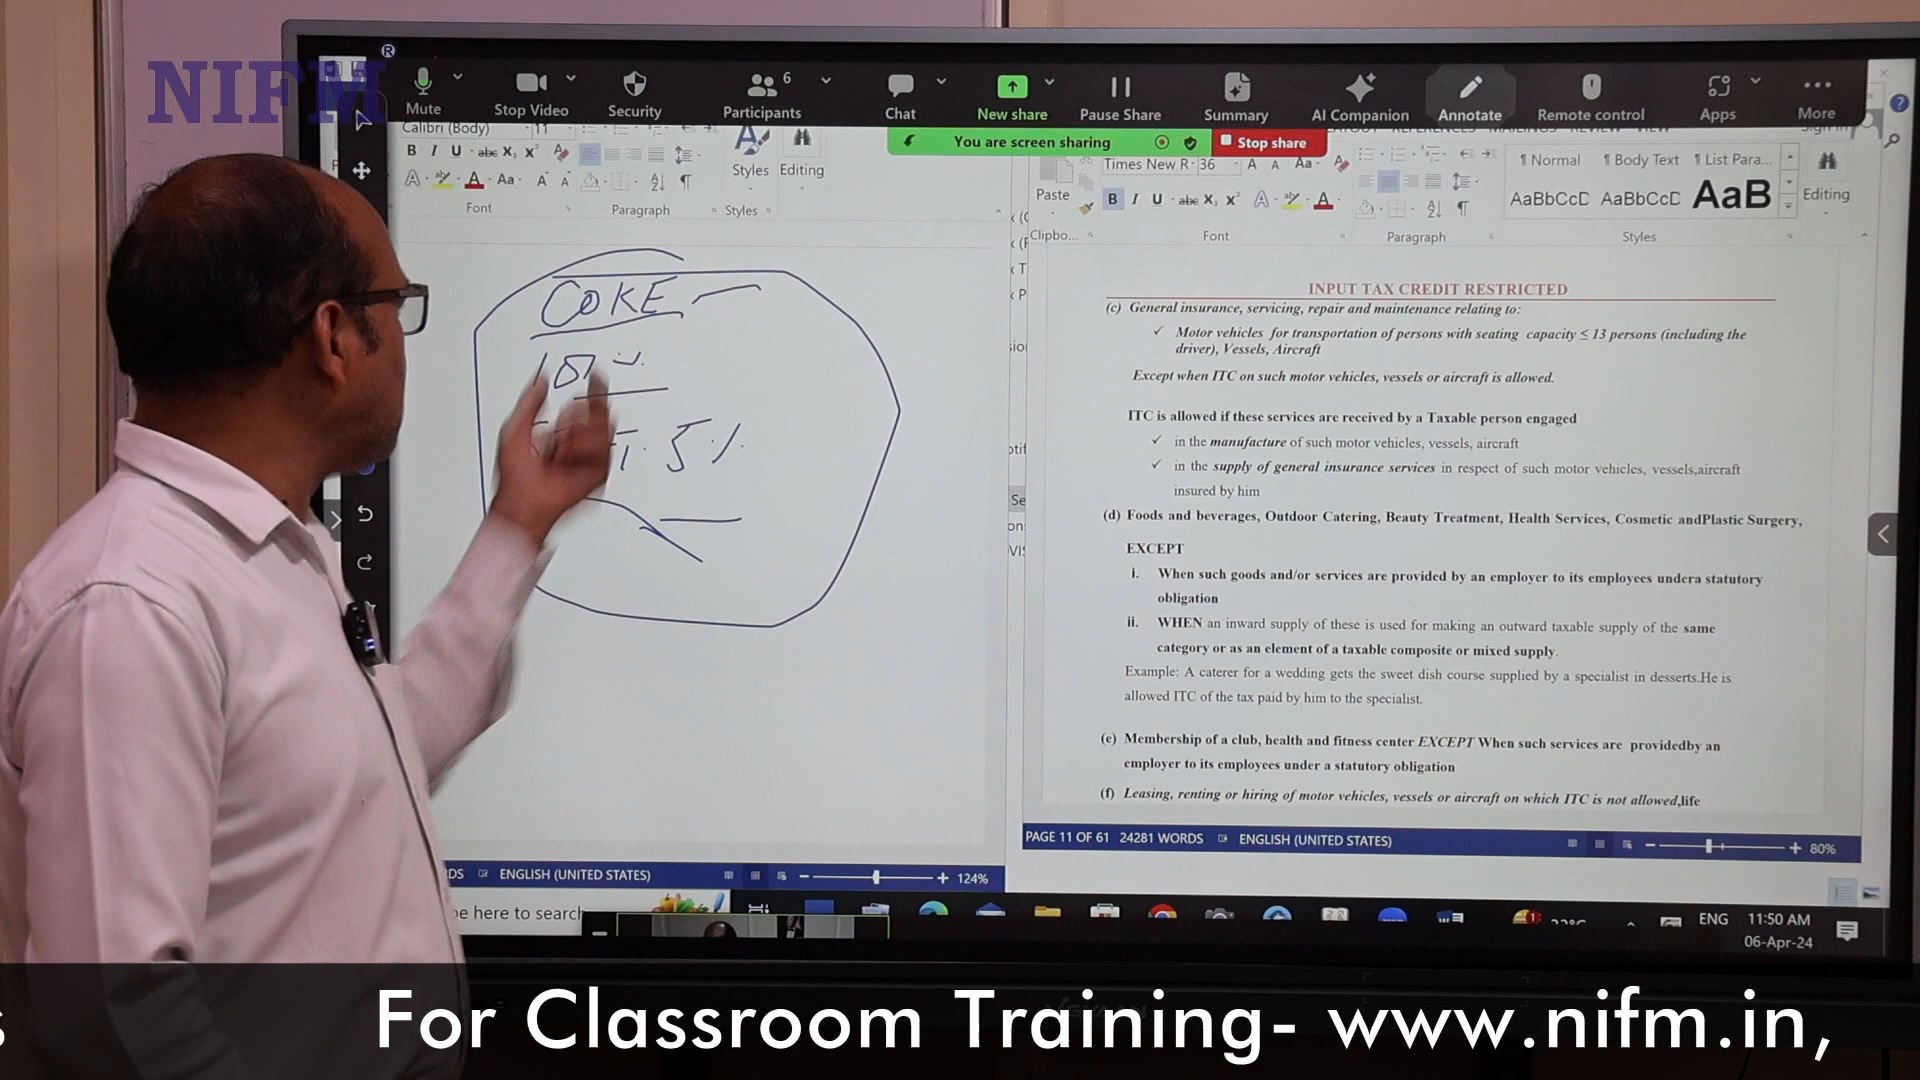 NIFM®
Mute
Stop Video
Security
Participants 6
Chat
New share
Pause Share
Summary
AI Companion
Annotate
Remote control
Apps
More
You are screen sharing
Stop share
Calibri (Body) 11
Styles
Editing
Font
Paragraph
Styles
COKE
5%
Times New R 36
Paste
¶ Normal
¶ Body Text
¶ List Para...
AaBbCcD AaBbCcD AaB
Editing
Clipbo...
Font
Paragraph
Styles
INPUT TAX CREDIT RESTRICTED
(c) General insurance, servicing, repair and maintenance relating to:
✓ Motor vehicles for transportation of persons with seating capacity ≤ 13 persons (including the
driver), Vessels, Aircraft
Except when ITC on such motor vehicles, vessels or aircraft is allowed.
ITC is allowed if these services are received by a Taxable person engaged
✓ in the manufacture of such motor vehicles, vessels, aircraft
✓ in the supply of general insurance services in respect of such motor vehicles, vessels,aircraft
insured by him
(d) Foods and beverages, Outdoor Catering, Beauty Treatment, Health Services, Cosmetic andPlastic Surgery,
EXCEPT
i. When such goods and/or services are provided by an employer to its employees undera statutory
obligation
ii. WHEN an inward supply of these is used for making an outward taxable supply of the same
category or as an element of a taxable composite or mixed supply.
Example: A caterer for a wedding gets the sweet dish course supplied by a specialist in desserts.He is
allowed ITC of the tax paid by him to the specialist.
(e) Membership of a club, health and fitness center EXCEPT When such services are providedby an
employer to its employees under a statutory obligation
(f) Leasing, renting or hiring of motor vehicles, vessels or aircraft on which ITC is not allowed,life
PAGE 11 OF 61 24281 WORDS ENGLISH (UNITED STATES) 80%
ENGLISH (UNITED STATES) 124%
here to search
ENG 11:50 AM
06-Apr-24
For Classroom Training- www.nifm.in,